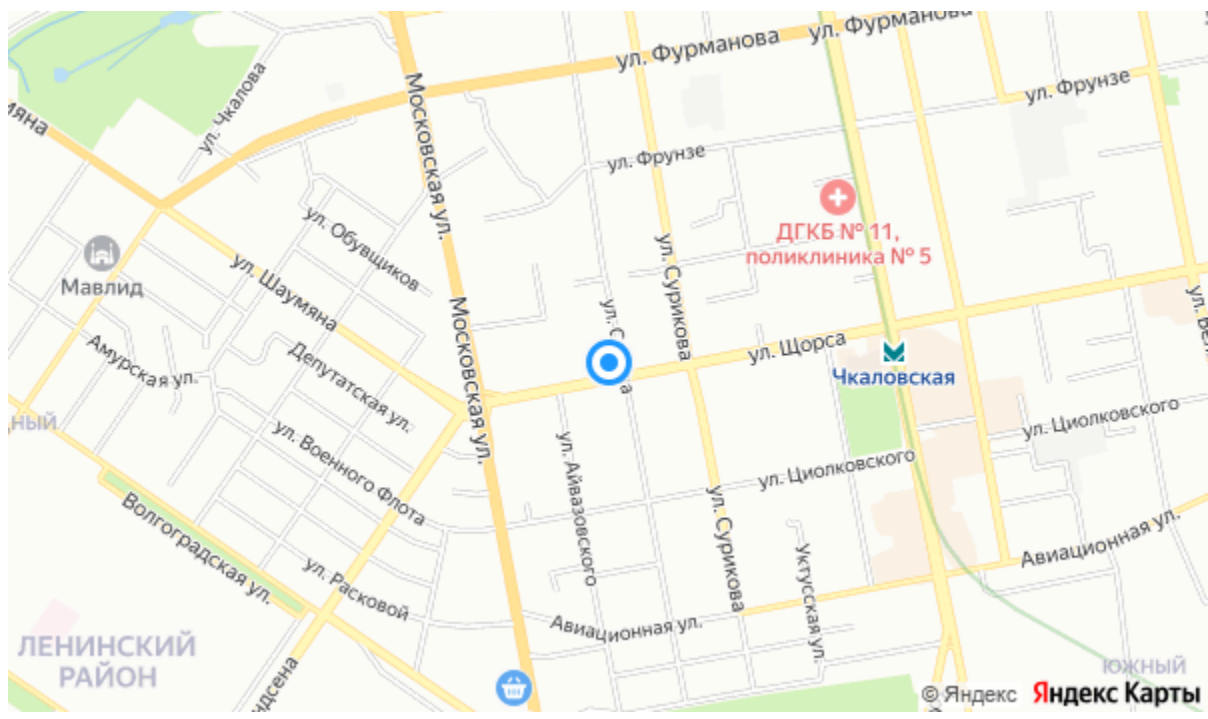 ул. Фурманова
ул. Фурманова
ул. Чкалова
Московская ул.
ул. Фрунзе
ул. Фрунзе
ул. Обувщиков
ДГКБ № 11,
поликлиника № 5
Мавлид
ул. Шаумяна
ул. Сурикова
Московская ул.
ул. Щорса
Чкаловская
Амурская ул.
Депутатская ул.
ул. Циолковского
ул. Военного Флота
ул. Айвазовского
ул. Циолковского
Волгоградская ул.
ул. Сурикова
Уктусская ул.
Авиационная ул.
ул. Расковой
Авиационная ул.
ЛЕНИНСКИЙ
РАЙОН
ЮЖНЫЙ
© Яндекс Яндекс Карты